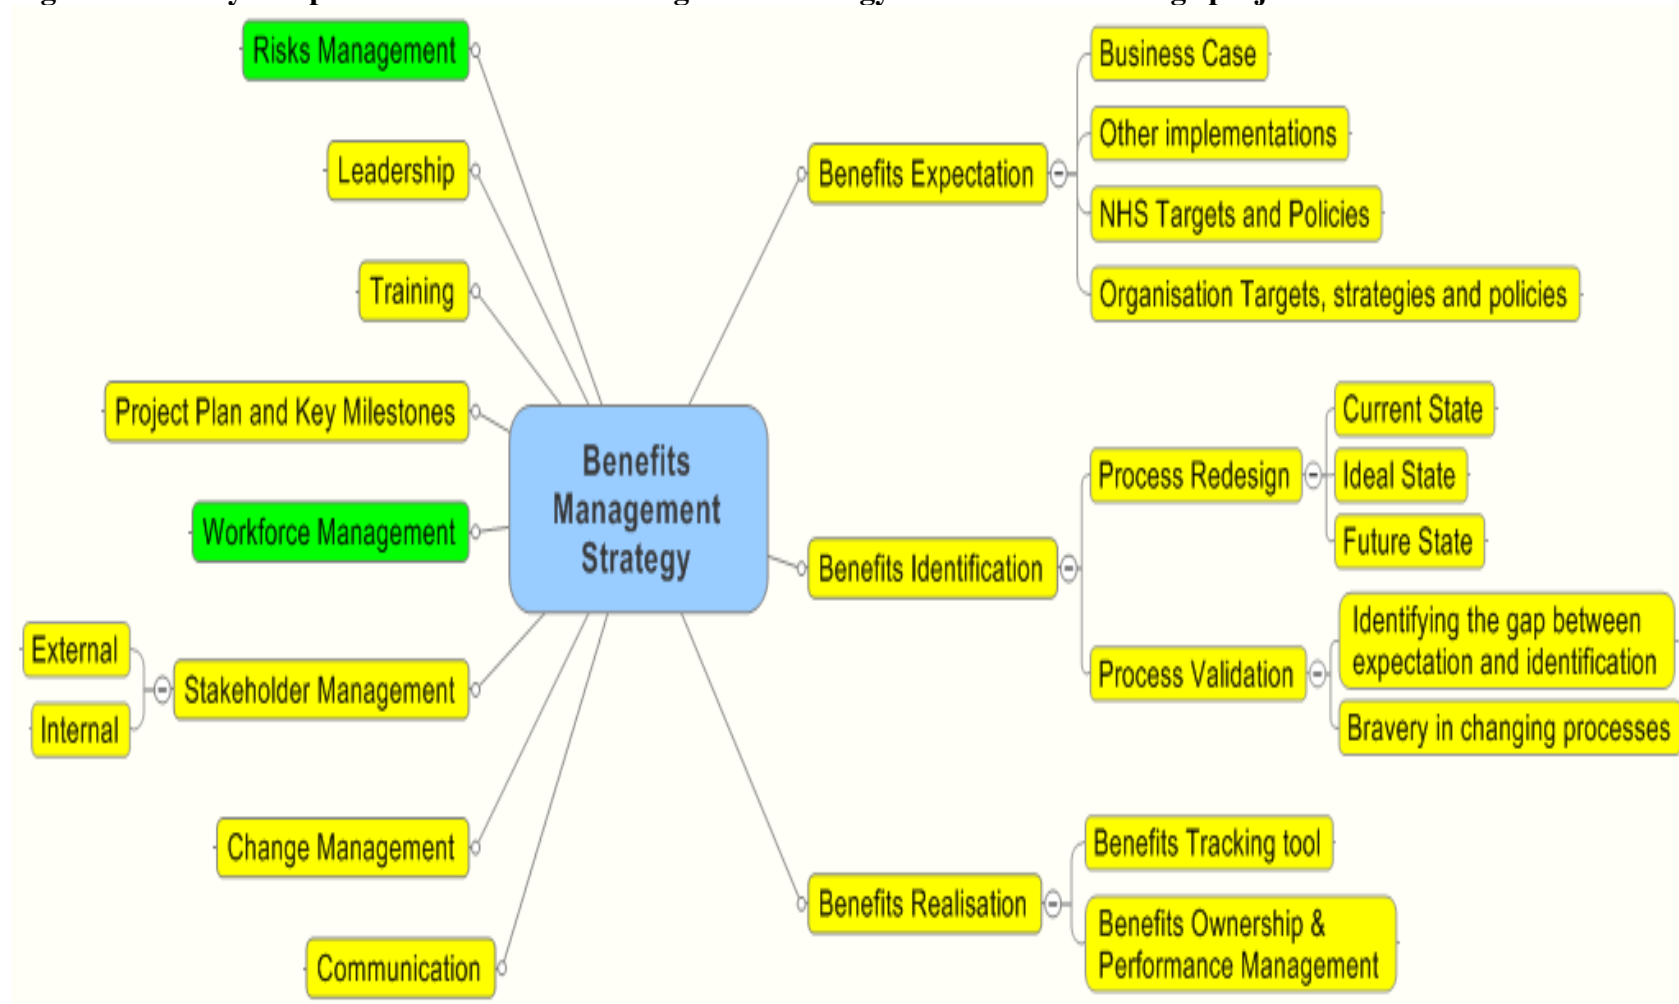 Risks Management
Leadership
Training
Project Plan and Key Milestones
Workforce Management
External
Stakeholder Management
Internal
Change Management
Communication
Benefits
Management
Strategy
Benefits Expectation
Business Case
Other implementations
NHS Targets and Policies
Organisation Targets, strategies and policies
Benefits Identification
Process Redesign
Current State
Ideal State
Future State
Process Validation
Identifying the gap between
expectation and identification
Bravery in changing processes
Benefits Realisation
Benefits Tracking tool
Benefits Ownership &
Performance Management